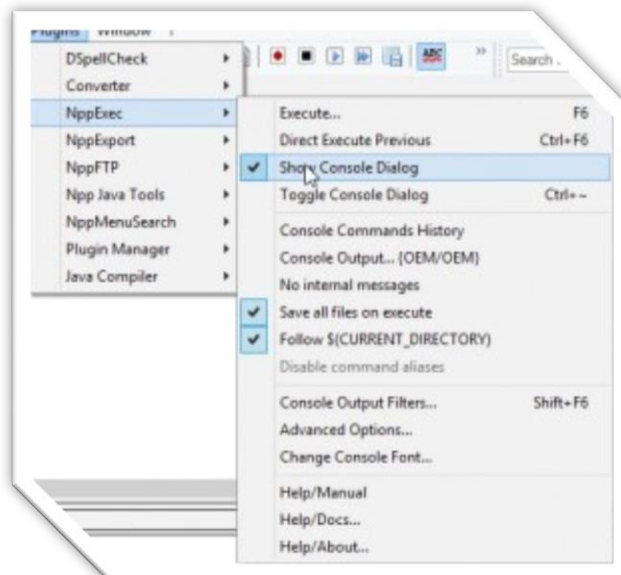 Plugins Window
ABC
»
Search
DSpellCheck
Converter
NppExec
NppExport
NppFTP
Npp Java Tools
NppMenuSearch
Plugin Manager
Java Compiler
Execute... F6
Direct Execute Previous Ctrl+F6
Show Console Dialog
Toggle Console Dialog Ctrl+~
Console Commands History
Console Output... {OEM/OEM}
No internal messages
Save all files on execute
Follow $(CURRENT_DIRECTORY)
Disable command aliases
Console Output Filters... Shift+F6
Advanced Options...
Change Console Font...
Help/Manual
Help/Docs...
Help/About...